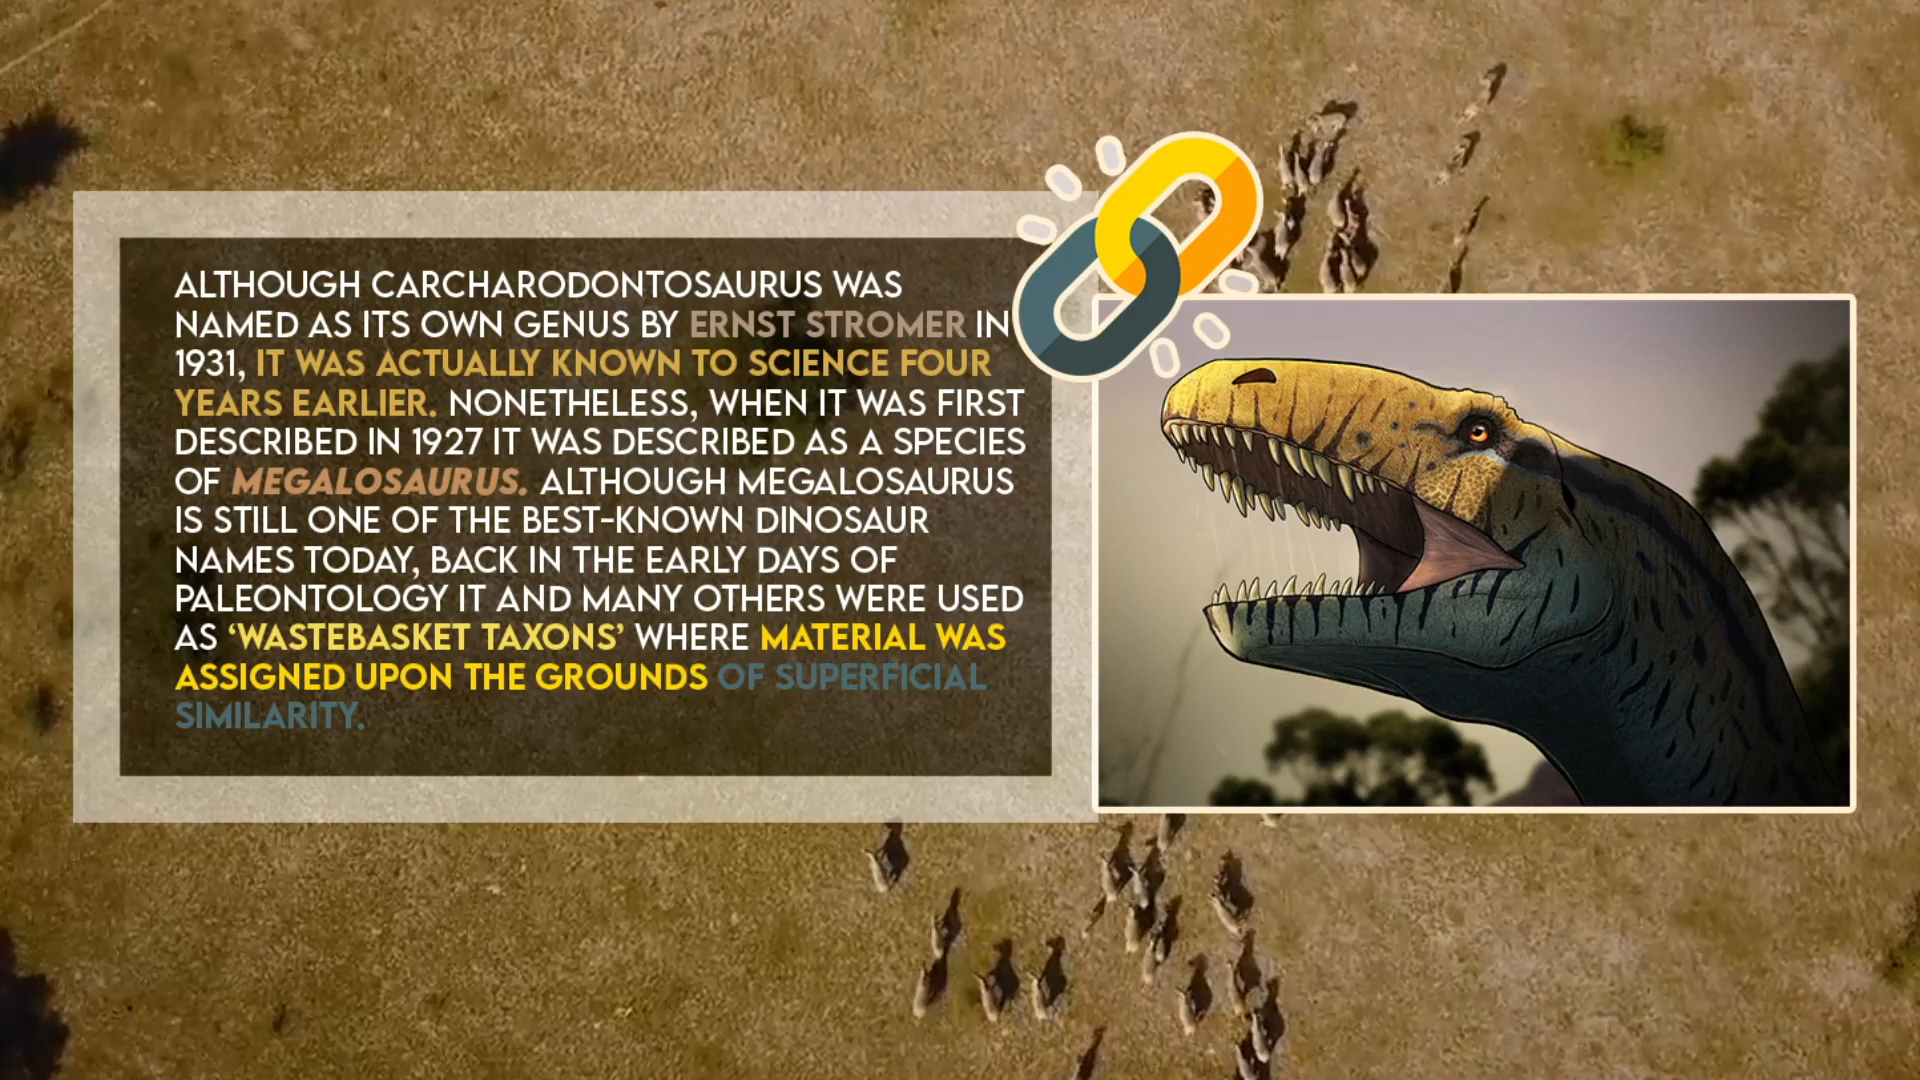 ALTHOUGH CARCHARODONTOSAURUS WAS
NAMED AS ITS OWN GENUS BY ERNST STROMER IN
1931, IT WAS ACTUALLY KNOWN TO SCIENCE FOUR
YEARS EARLIER. NONETHELESS, WHEN IT WAS FIRST
DESCRIBED IN 1927 IT WAS DESCRIBED AS A SPECIES
OF MEGALOSAURUS. ALTHOUGH MEGALOSAURUS
IS STILL ONE OF THE BEST-KNOWN DINOSAUR
NAMES TODAY, BACK IN THE EARLY DAYS OF
PALEONTOLOGY IT AND MANY OTHERS WERE USED
AS ‘WASTEBASKET TAXONS’ WHERE MATERIAL WAS
ASSIGNED UPON THE GROUNDS OF SUPERFICIAL
SIMILARITY.